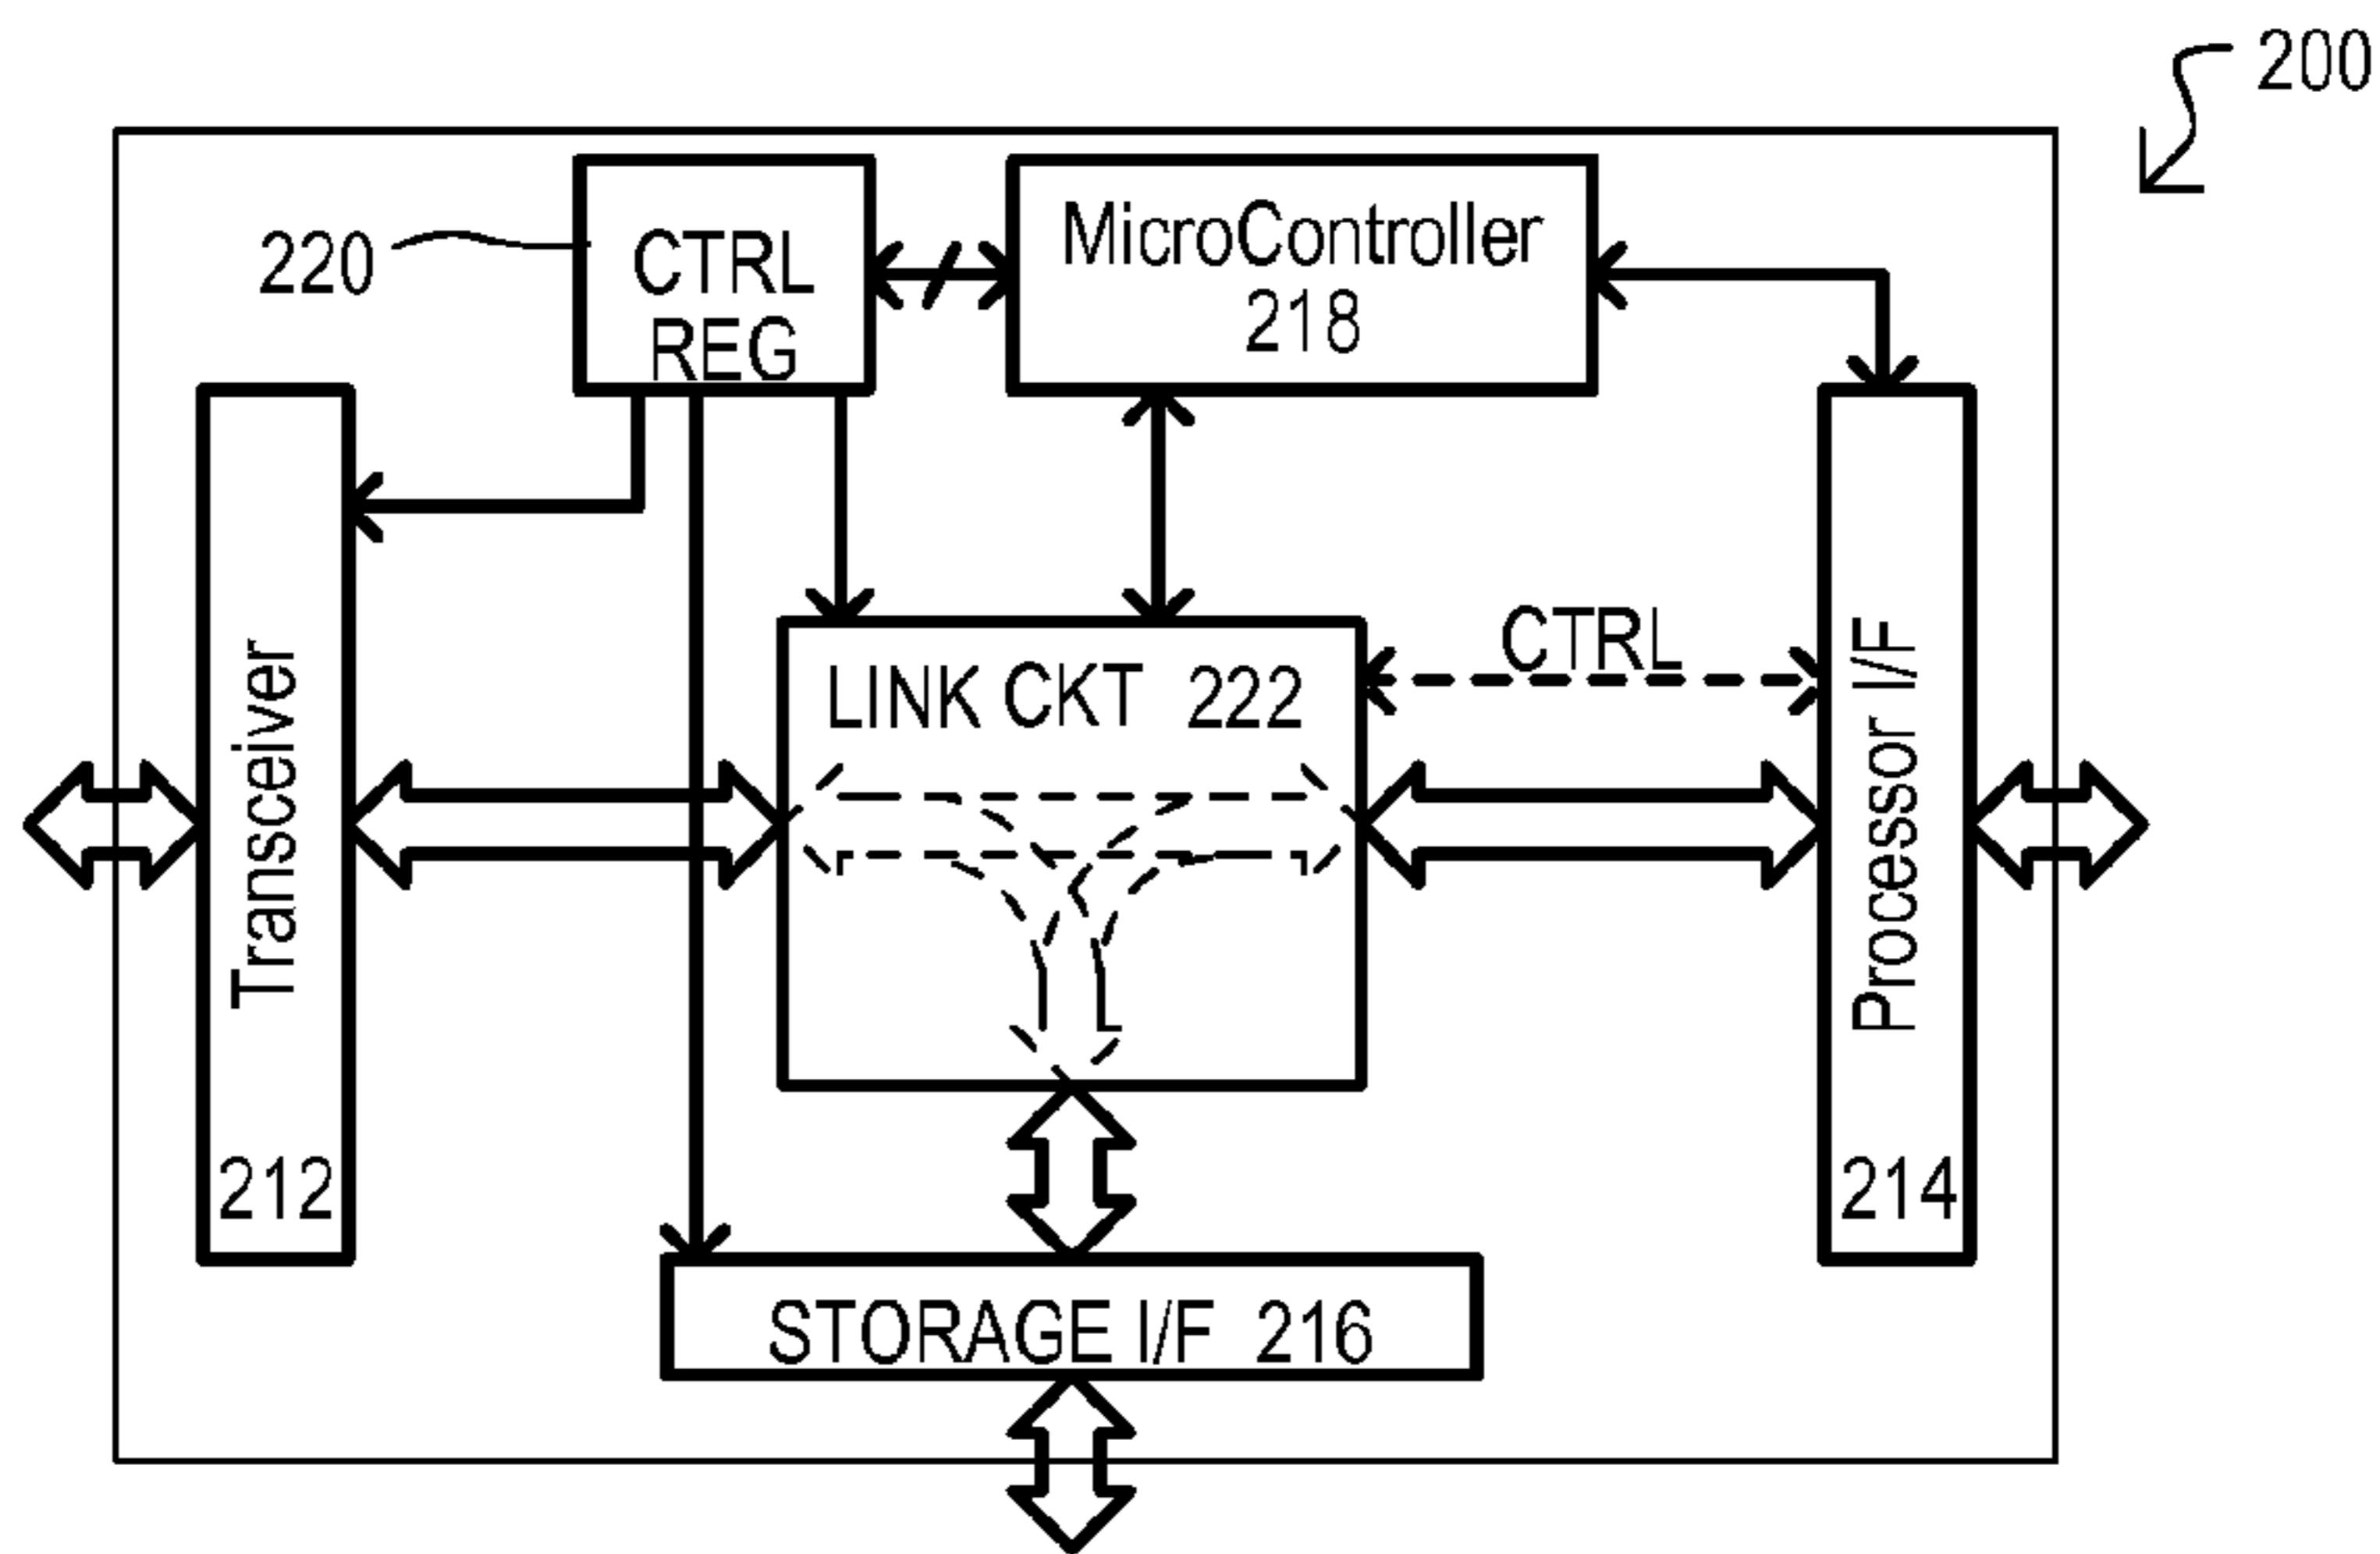 200
220
CTRL
REG
MicroController
218
CTRL
LINK CKT 222
Transceiver
212
Processor I/F
214
STORAGE I/F 216